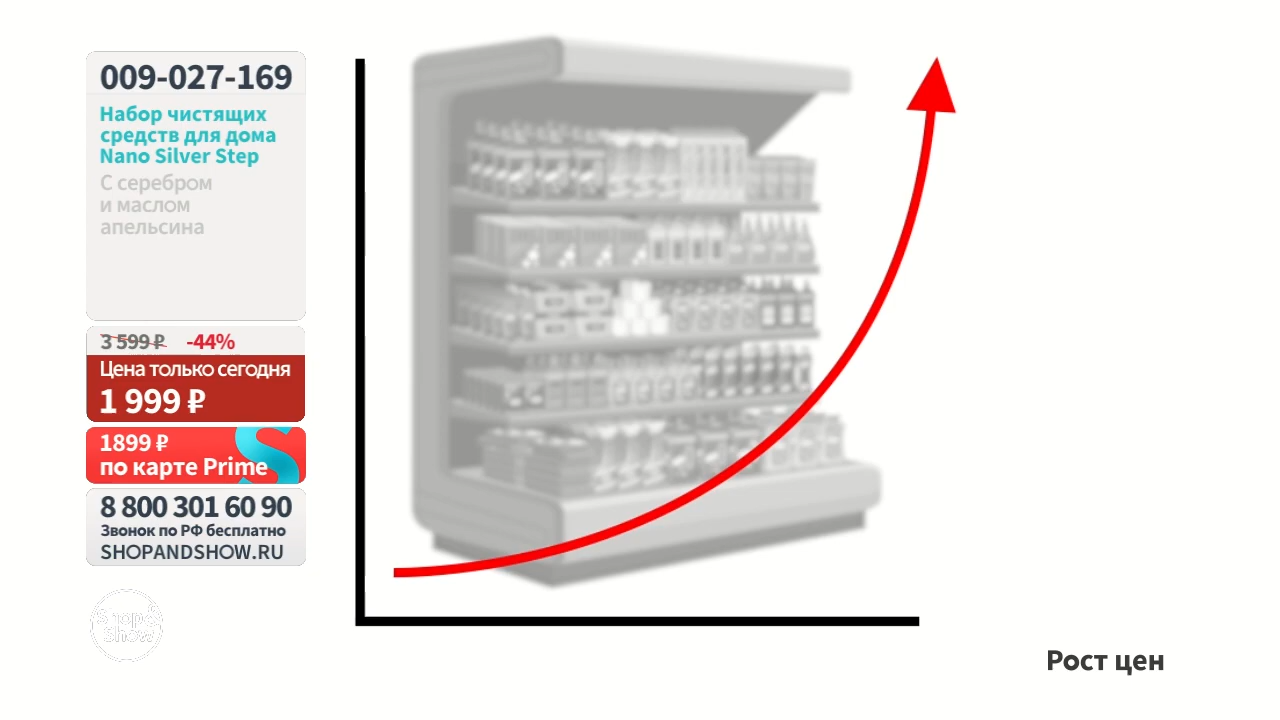 009-027-169
Набор чистящих
средств для дома
Nano Silver Step
С серебром
и маслом
апельсина
3 599 ₽ -44%
Цена только сегодня
1 999 ₽
1899 ₽
по карте Prime
8 800 301 60 90
Звонок по РФ бесплатно
SHOPANDSHOW.RU
Shop&
Show
Рост цен